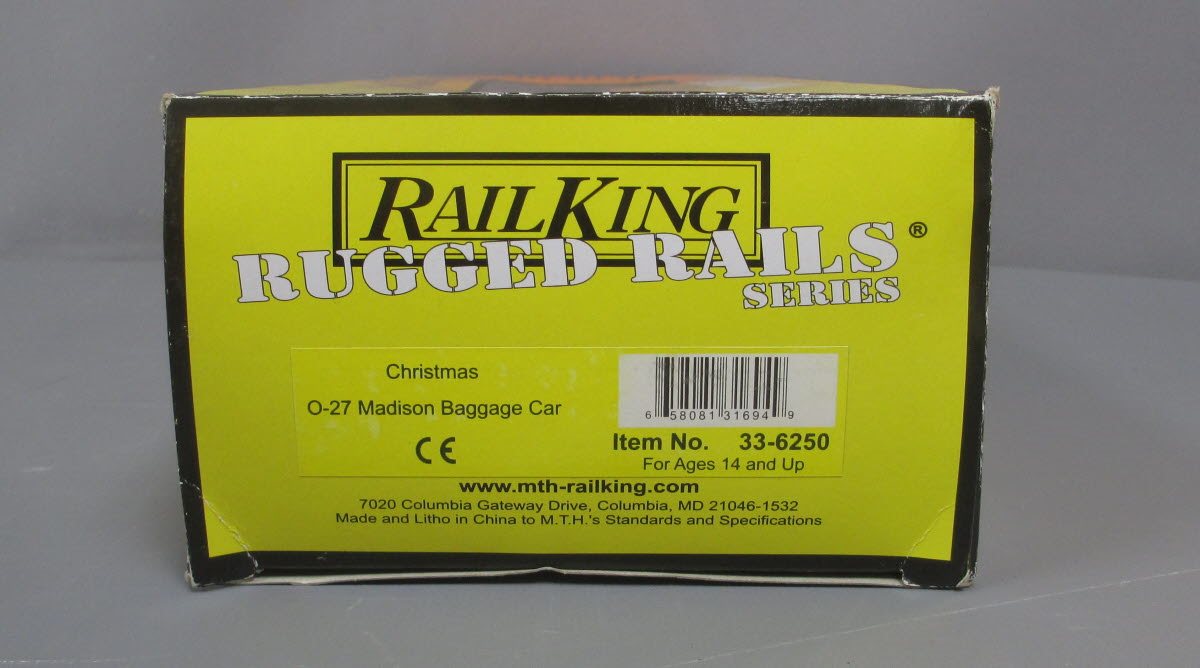 RAILKING
RUGGED RAILS®
SERIES
Christmas
O-27 Madison Baggage Car
CE
6 58081 31694 9
Item No. 33-6250
For Ages 14 and Up
www.mth-railking.com
7020 Columbia Gateway Drive, Columbia, MD 21046-1532
Made and Litho in China to M.T.H.'s Standards and Specifications